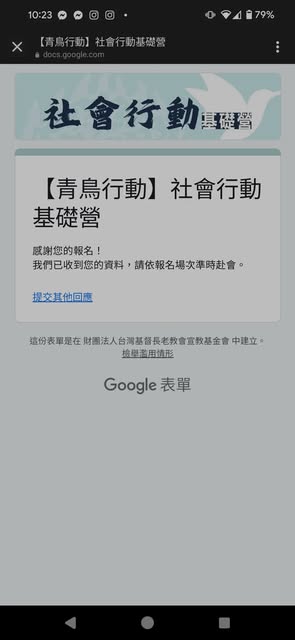 10:23
79%
【青鳥行動】社會行動基礎營
docs.google.com
社會行動基礎營
【青鳥行動】社會行動
基礎營
感謝您的報名！
我們已收到您的資料，請依報名場次準時赴會。
提交其他回應
這份表單是在 財團法人台灣基督長老教會宣教基金會 中建立。
檢舉濫用情形
Google 表單